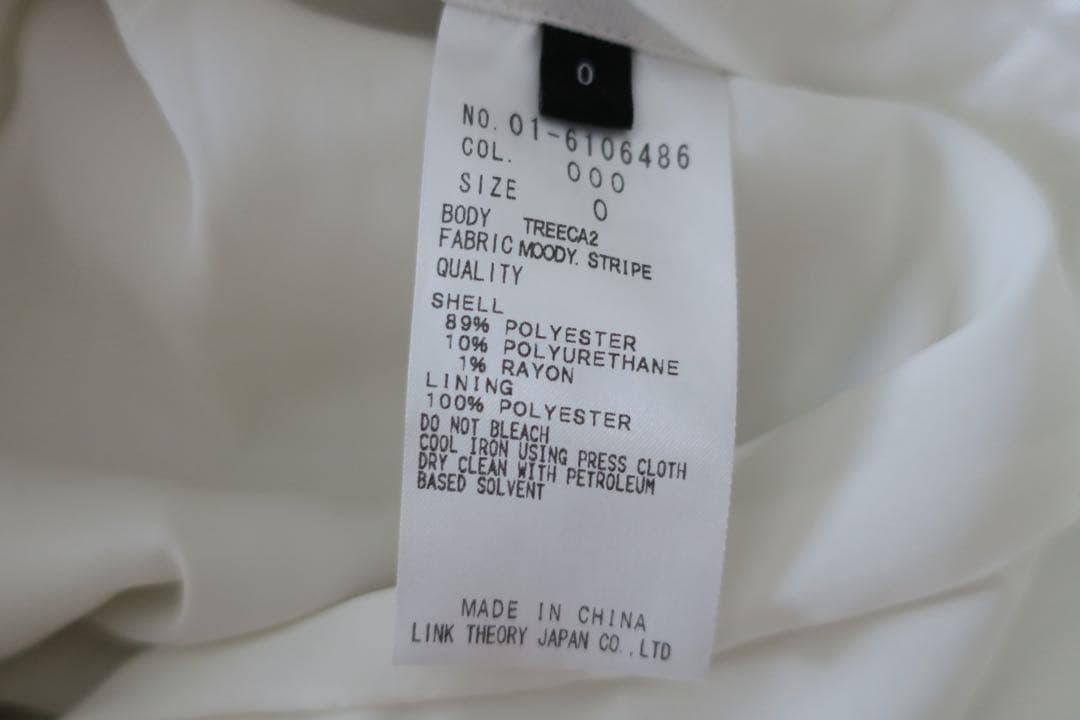 0
NO. 01-6106486
COL. 000
SIZE 0
BODY TREECA2
FABRIC MOODY. STRIPE
QUALITY
SHELL
89% POLYESTER
10% POLYURETHANE
1% RAYON
LINING
100% POLYESTER
DO NOT BLEACH
COOL IRON USING PRESS CLOTH
DRY CLEAN WITH PETROLEUM
BASED SOLVENT
MADE IN CHINA
LINK THEORY JAPAN CO.,LTD